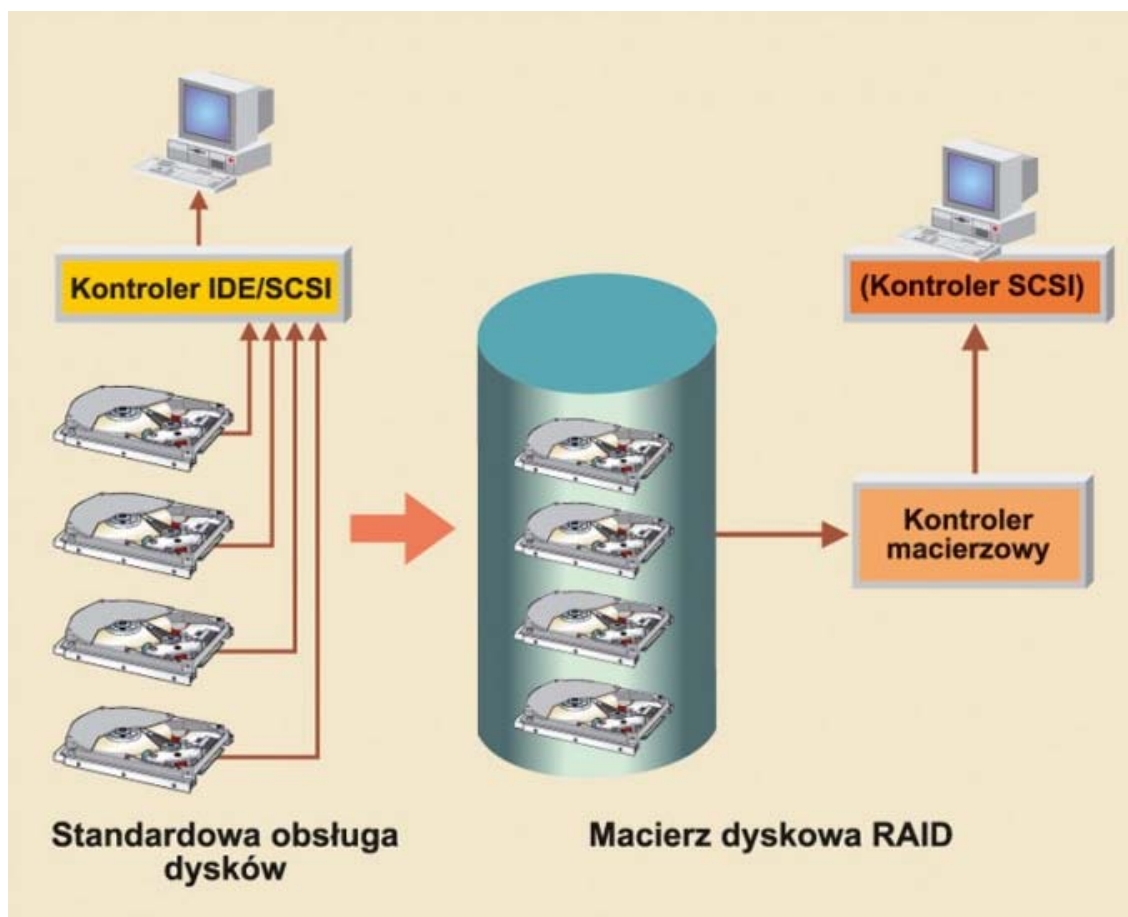 Kontroler IDE/SCSI
(Kontroler SCSI)
Kontroler
macierzowy
Standardowa obsługa
dysków
Macierz dyskowa RAID